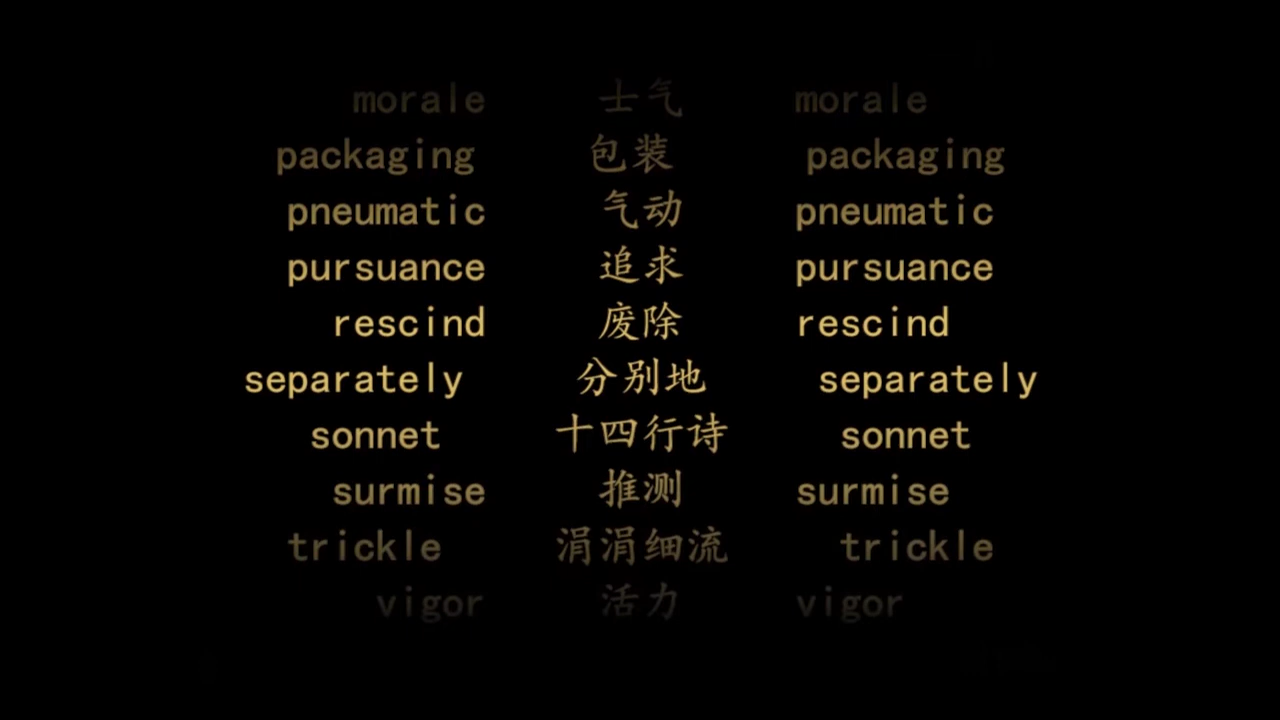 morale 士气 morale
packaging 包装 packaging
pneumatic 气动 pneumatic
pursuance 追求 pursuance
rescind 废除 rescind
separately 分别地 separately
sonnet 十四行诗 sonnet
surmise 推测 surmise
trickle 涓涓细流 trickle
vigor 活力 vigor